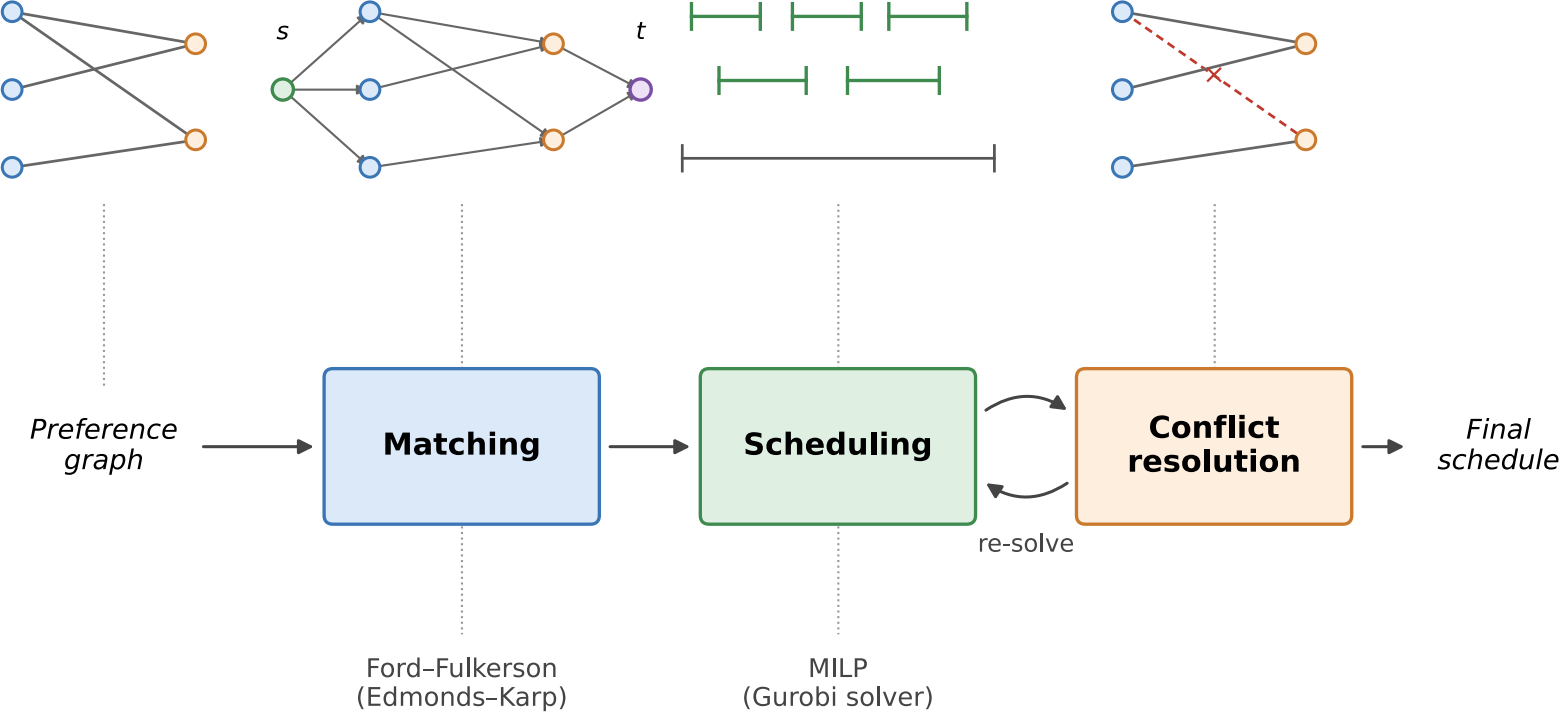 s
t
Preference
graph
Matching
Scheduling
Conflict
resolution
Final
schedule
re-solve
Ford–Fulkerson
(Edmonds–Karp)
MILP
(Gurobi solver)